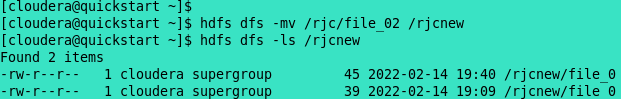 [cloudera@quickstart ~]$
[cloudera@quickstart ~]$ hdfs dfs -mv /rjc/file_02 /rjcnew
[cloudera@quickstart ~]$ hdfs dfs -ls /rjcnew
Found 2 items
-rw-r--r--   1 cloudera supergroup         45 2022-02-14 19:40 /rjcnew/file_0
-rw-r--r--   1 cloudera supergroup         39 2022-02-14 19:09 /rjcnew/file_0